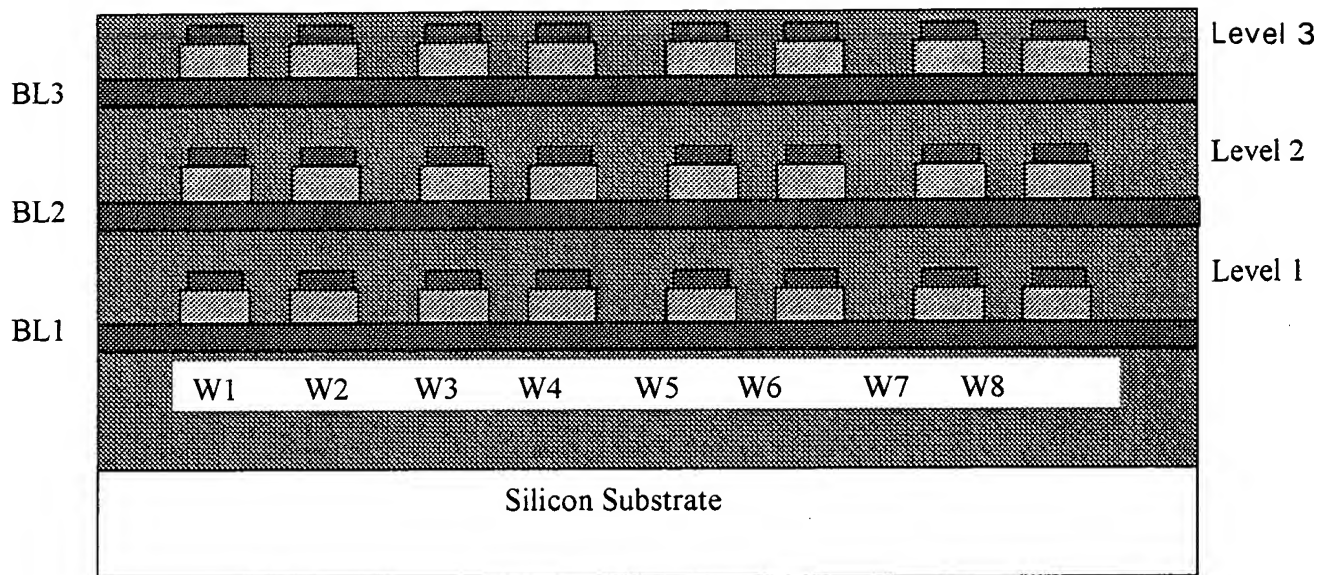 Level 3
BL3
Level 2
BL2
Level 1
BL1
W1 W2 W3 W4 W5 W6 W7 W8
Silicon Substrate